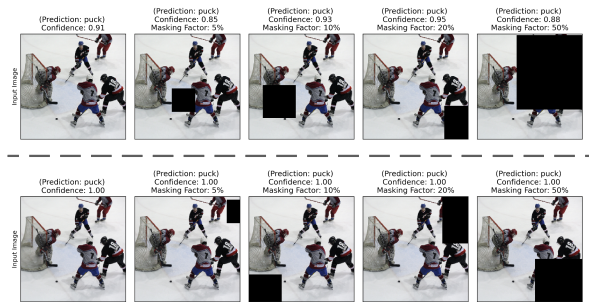 (Prediction: puck)
Confidence: 0.91
(Prediction: puck)
Confidence: 0.85
Masking Factor: 5%
(Prediction: puck)
Confidence: 0.93
Masking Factor: 10%
(Prediction: puck)
Confidence: 0.95
Masking Factor: 20%
(Prediction: puck)
Confidence: 0.88
Masking Factor: 50%
Input Image
(Prediction: puck)
Confidence: 1.00
(Prediction: puck)
Confidence: 1.00
Masking Factor: 5%
(Prediction: puck)
Confidence: 1.00
Masking Factor: 10%
(Prediction: puck)
Confidence: 1.00
Masking Factor: 20%
(Prediction: puck)
Confidence: 1.00
Masking Factor: 50%
Input Image